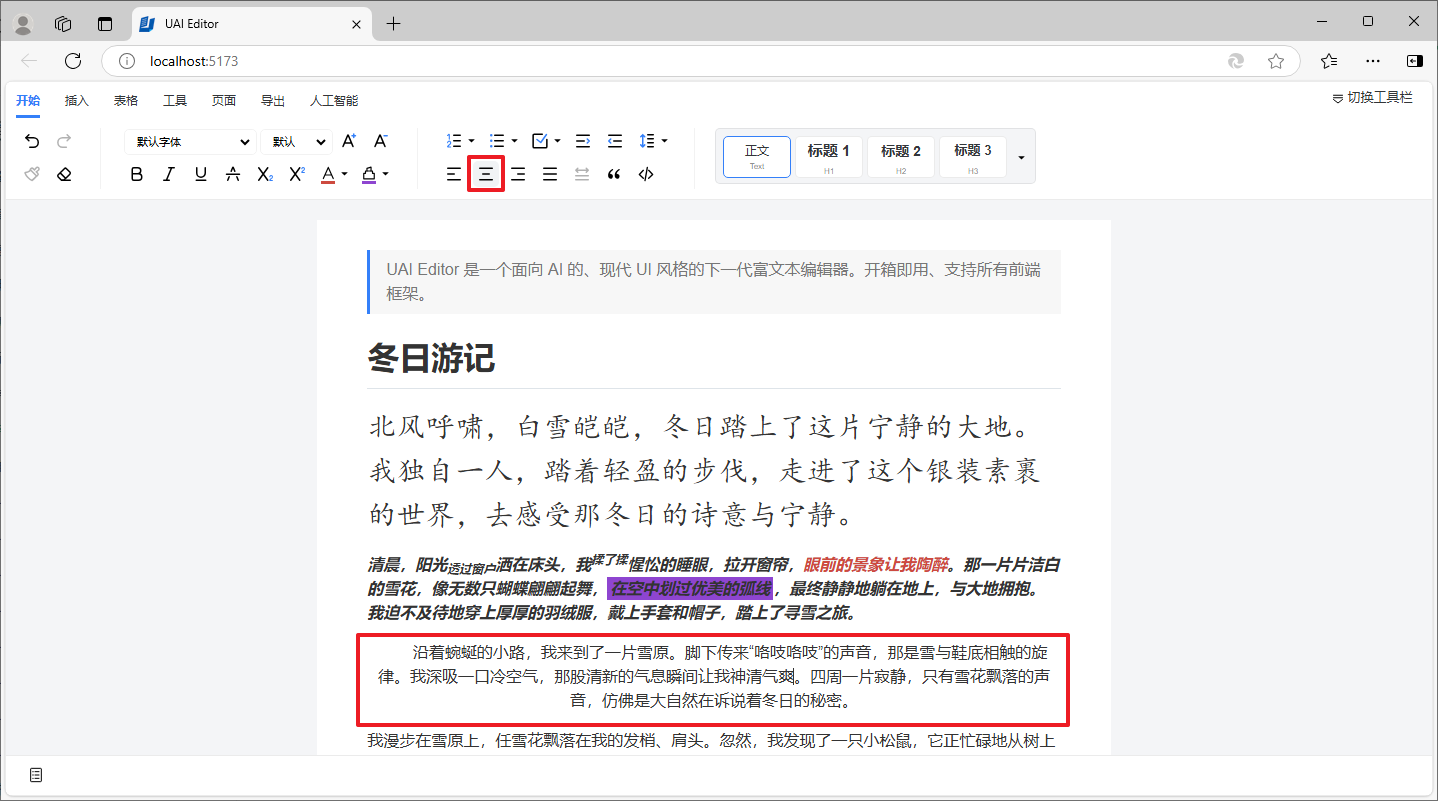 UAI Editor
localhost:5173
开始 插入 表格 工具 页面 导出 人工智能 切换工具栏
默认字体 默认 A+ A-
正文 标题 1 标题 2 标题 3
Text H1 H2 H3
B I U A X₂ X² A
UAI Editor 是一个面向 AI 的、现代 UI 风格的下一代富文本编辑器。开箱即用、支持所有前端
框架。
冬日游记
北风呼啸，白雪皑皑，冬日踏上了这片宁静的大地。
我独自一人，踏着轻盈的步伐，走进了这个银装素裹
的世界，去感受那冬日的诗意与宁静。
清晨，阳光透过窗户洒在床头，我揉了揉惺忪的睡眼，拉开窗帘，眼前的景象让我陶醉。那一片片洁白
的雪花，像无数只蝴蝶翩翩起舞，在空中划过优美的弧线，最终静静地躺在地上，与大地拥抱。
我迫不及待地穿上厚厚的羽绒服，戴上手套和帽子，踏上了寻雪之旅。
沿着蜿蜒的小路，我来到了一片雪原。脚下传来“咯吱咯吱”的声音，那是雪与鞋底相触的旋
律。我深吸一口冷空气，那股清新的气息瞬间让我神清气爽。四周一片寂静，只有雪花飘落的声
音，仿佛是大自然在诉说着冬日的秘密。
我漫步在雪原上，任雪花飘落在我的发梢、肩头。忽然，我发现了一只小松鼠，它正忙碌地从树上